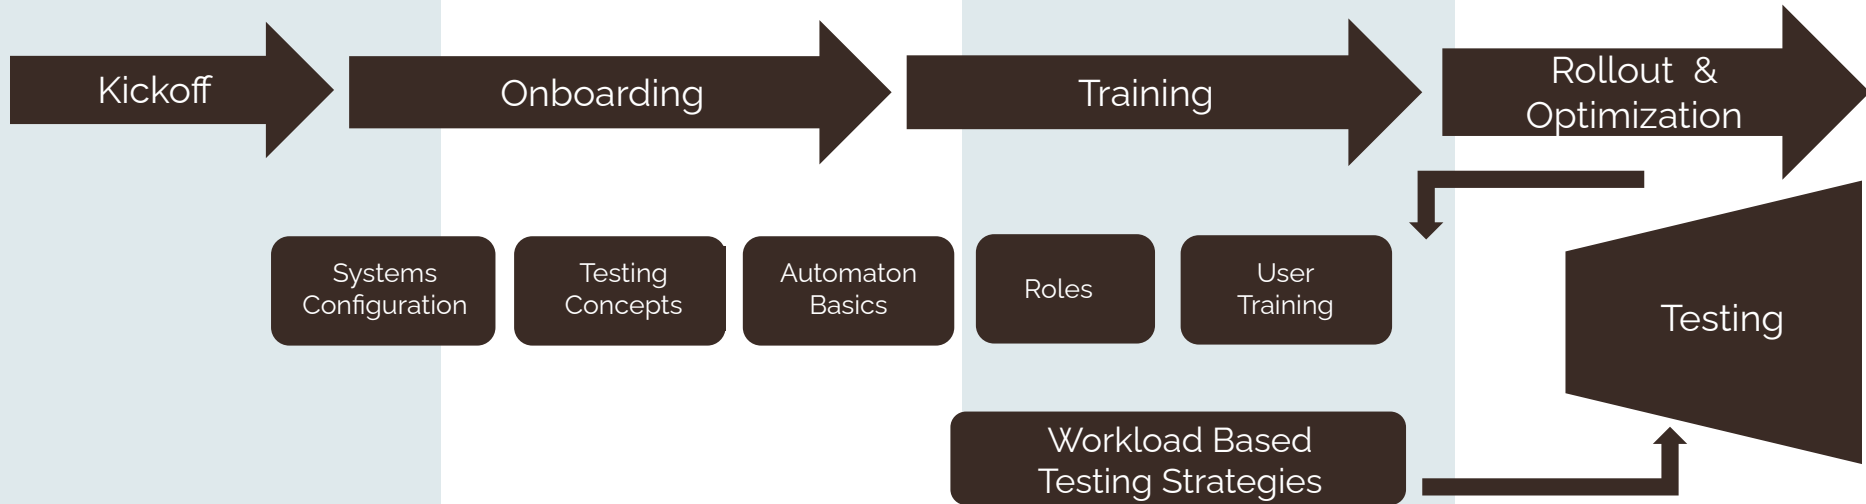 Kickoff
Onboarding
Training
Rollout & 
Optimization
Systems
Configuration
Testing
Concepts
Automaton
Basics
Roles
User
Training
Testing
Workload Based
Testing Strategies